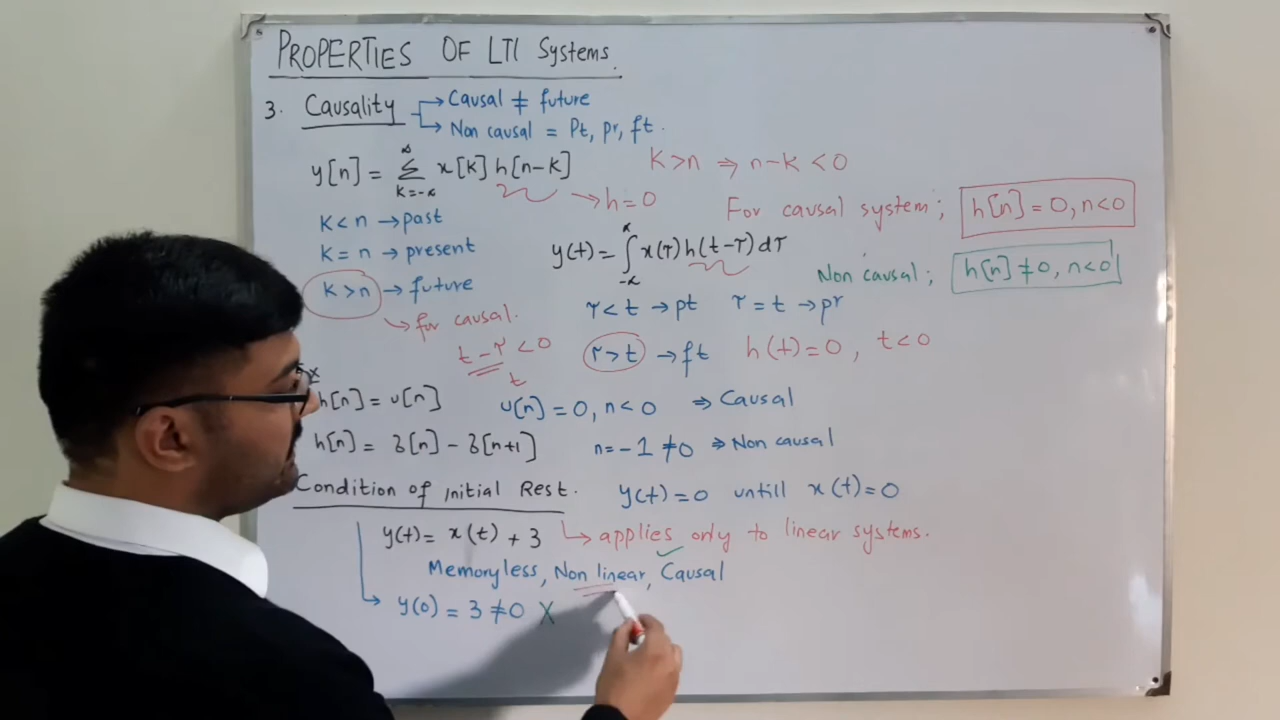 PROPERTIES OF LTI Systems.
3. Causality → Causal ≠ future
→ Non causal = Pt, pr, ft.
y[n] = ∞ Σ k=-∞ x[k] h[n-k]
K>n ⇒ n-k <0
→ h=0
For causal system; h[n] = 0, n<0
K<n → past
K=n → present
K>n → future
→ for causal.
y(t) = ∫ ∞ -∞ x(τ) h(t-τ) dτ
Non causal; h[n] ≠0, n<0
τ<t → pt τ=t → pr
t-τ <0
t
τ>t → ft h(t)=0, t<0
h[n] = u[n] u[n] = 0, n<0 ⇒ Causal
h[n] = δ[n] - δ[n+1] n=-1 ≠0 ⇒ Non causal
Condition of Initial Rest. y(t)=0 untill x(t)=0
y(t)= x(t) + 3 → applies only to linear systems.
Memoryless, Non linear, Causal ✓
→ y(0) = 3 ≠0 X